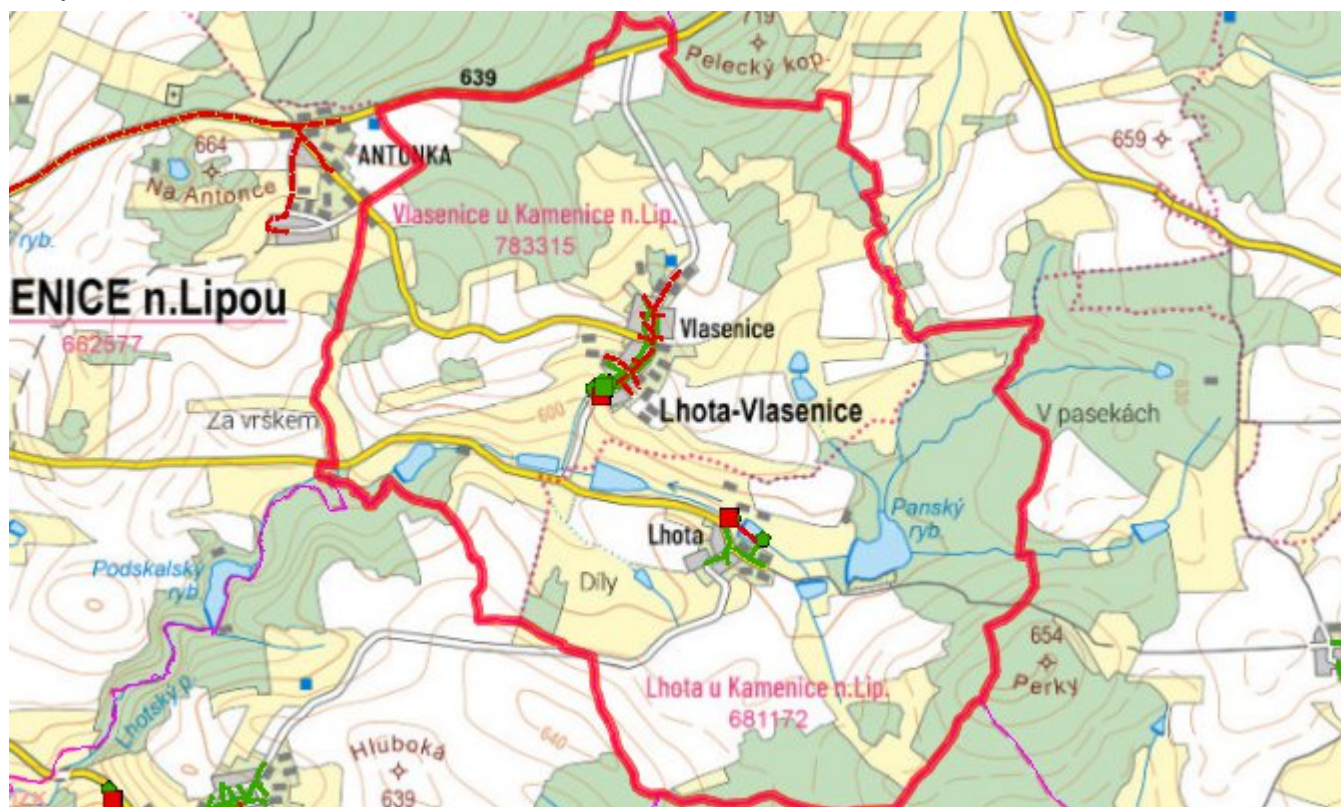 719
Pelecký kop.
639
664
ANTONKA
Na Antonce
659
Vlasenice u Kamenice n.Lip.
783315
ryb.
ENICE n.Lipou
662577
Vlasenice
Za vrškem
600
Lhota-Vlasenice
V pasekách
630
Panský
ryb.
Lhota
Podskalský
ryb.
Díly
654
Perky
Lhota u Kamenice n.Lip.
681172
Lhotský p.
640
Hluboká
639